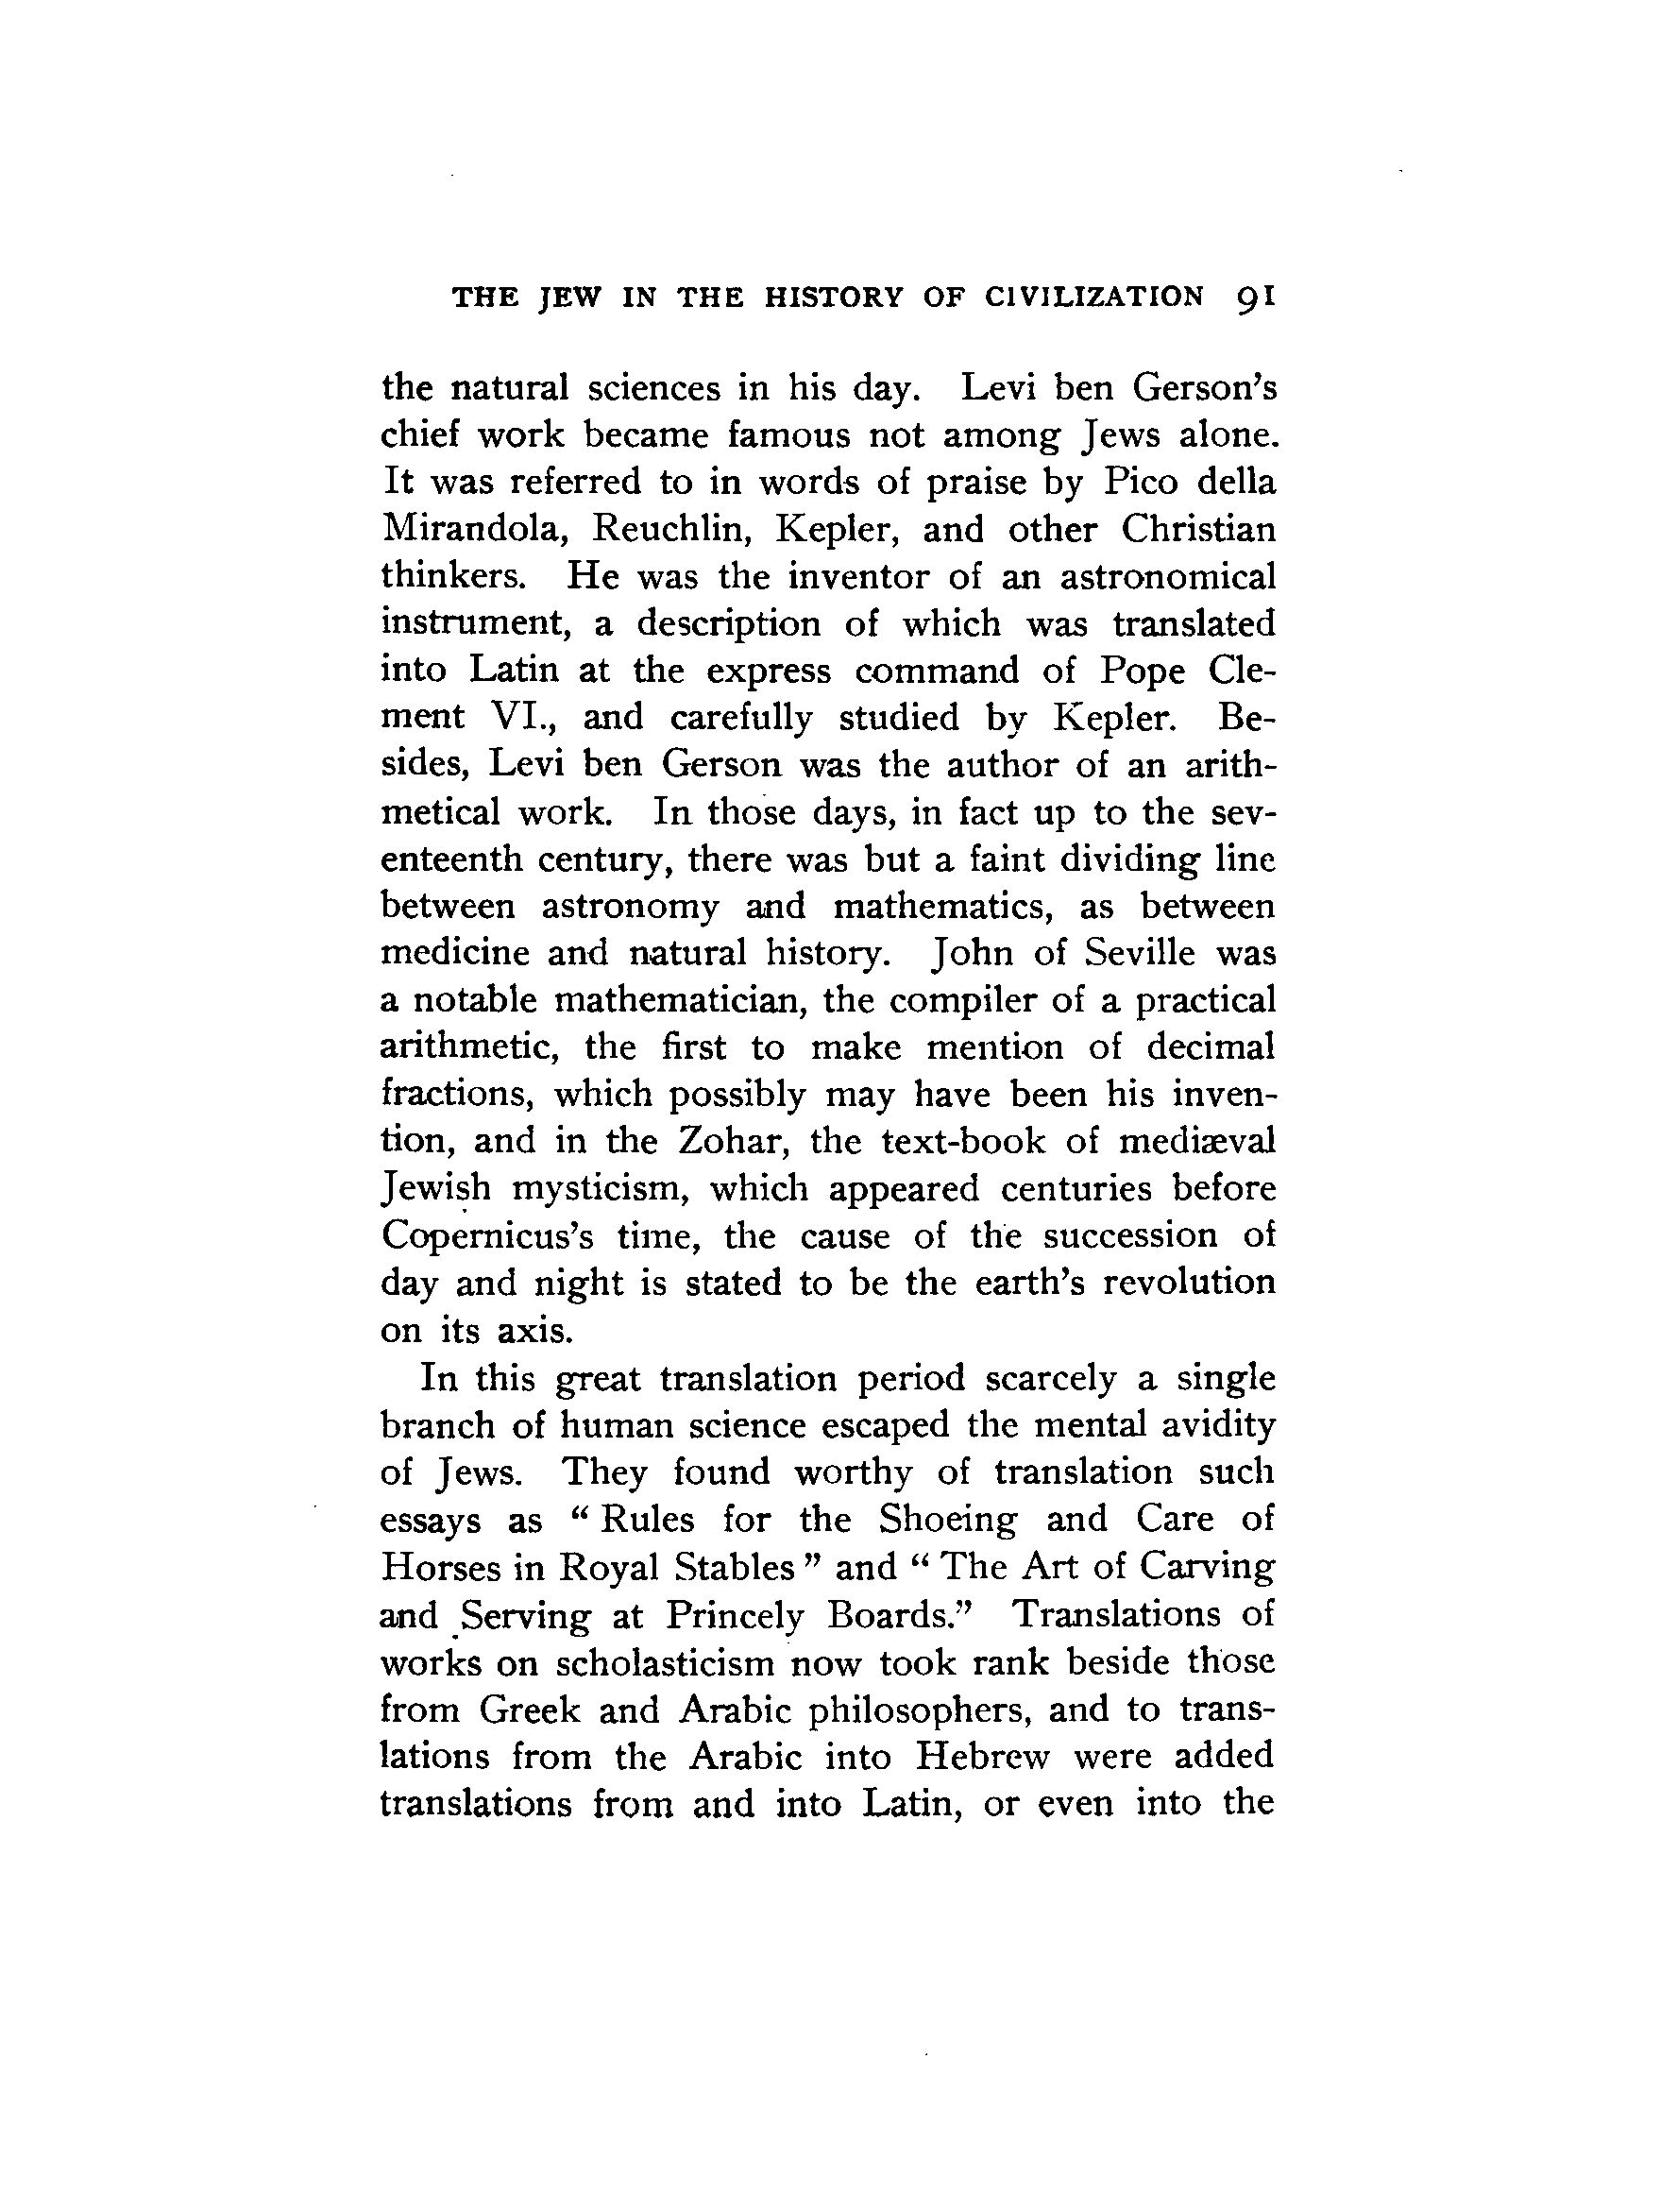 THE JEW IN THE HISTORY OF CIVILIZATION 91
the natural sciences in his day. Levi ben Gerson's
chief work became famous not among Jews alone.
It was referred to in words of praise by Pico della
Mirandola, Reuchlin, Kepler, and other Christian
thinkers. He was the inventor of an astronomical
instrument, a description of which was translated
into Latin at the express command of Pope Cle-
ment VI., and carefully studied by Kepler. Be-
sides, Levi ben Gerson was the author of an arith-
metical work. In those days, in fact up to the sev-
enteenth century, there was but a faint dividing line
between astronomy and mathematics, as between
medicine and natural history. John of Seville was
a notable mathematician, the compiler of a practical
arithmetic, the first to make mention of decimal
fractions, which possibly may have been his inven-
tion, and in the Zohar, the text-book of mediæval
Jewish mysticism, which appeared centuries before
Copernicus's time, the cause of the succession of
day and night is stated to be the earth's revolution
on its axis.
In this great translation period scarcely a single
branch of human science escaped the mental avidity
of Jews. They found worthy of translation such
essays as " Rules for the Shoeing and Care of
Horses in Royal Stables " and " The Art of Carving
and Serving at Princely Boards." Translations of
works on scholasticism now took rank beside those
from Greek and Arabic philosophers, and to trans-
lations from the Arabic into Hebrew were added
translations from and into Latin, or even into the